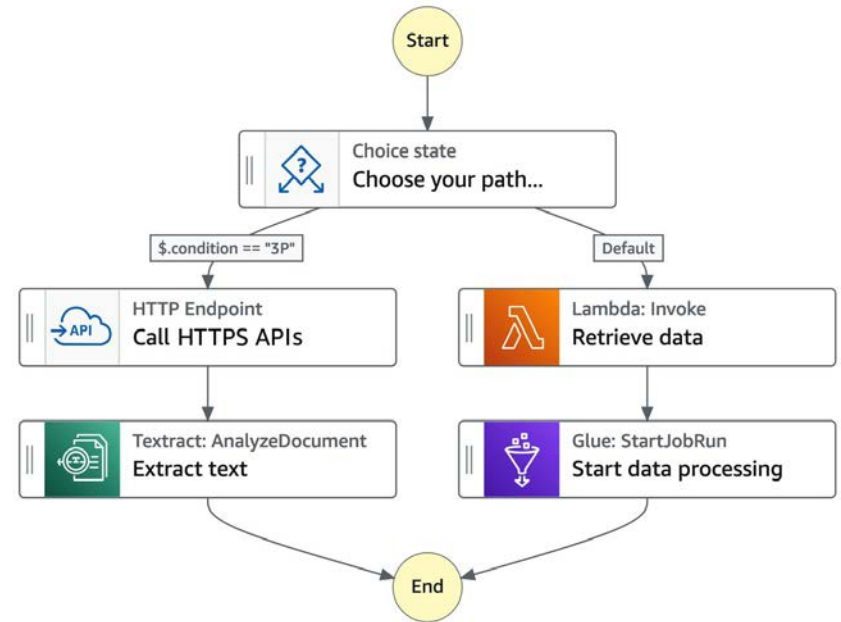 Start
Choice state
Choose your path...
$.condition == "3P"
Default
HTTP Endpoint
Call HTTPS APIs
Lambda: Invoke
Retrieve data
API
Textract: AnalyzeDocument
Extract text
Glue: StartJobRun
Start data processing
End